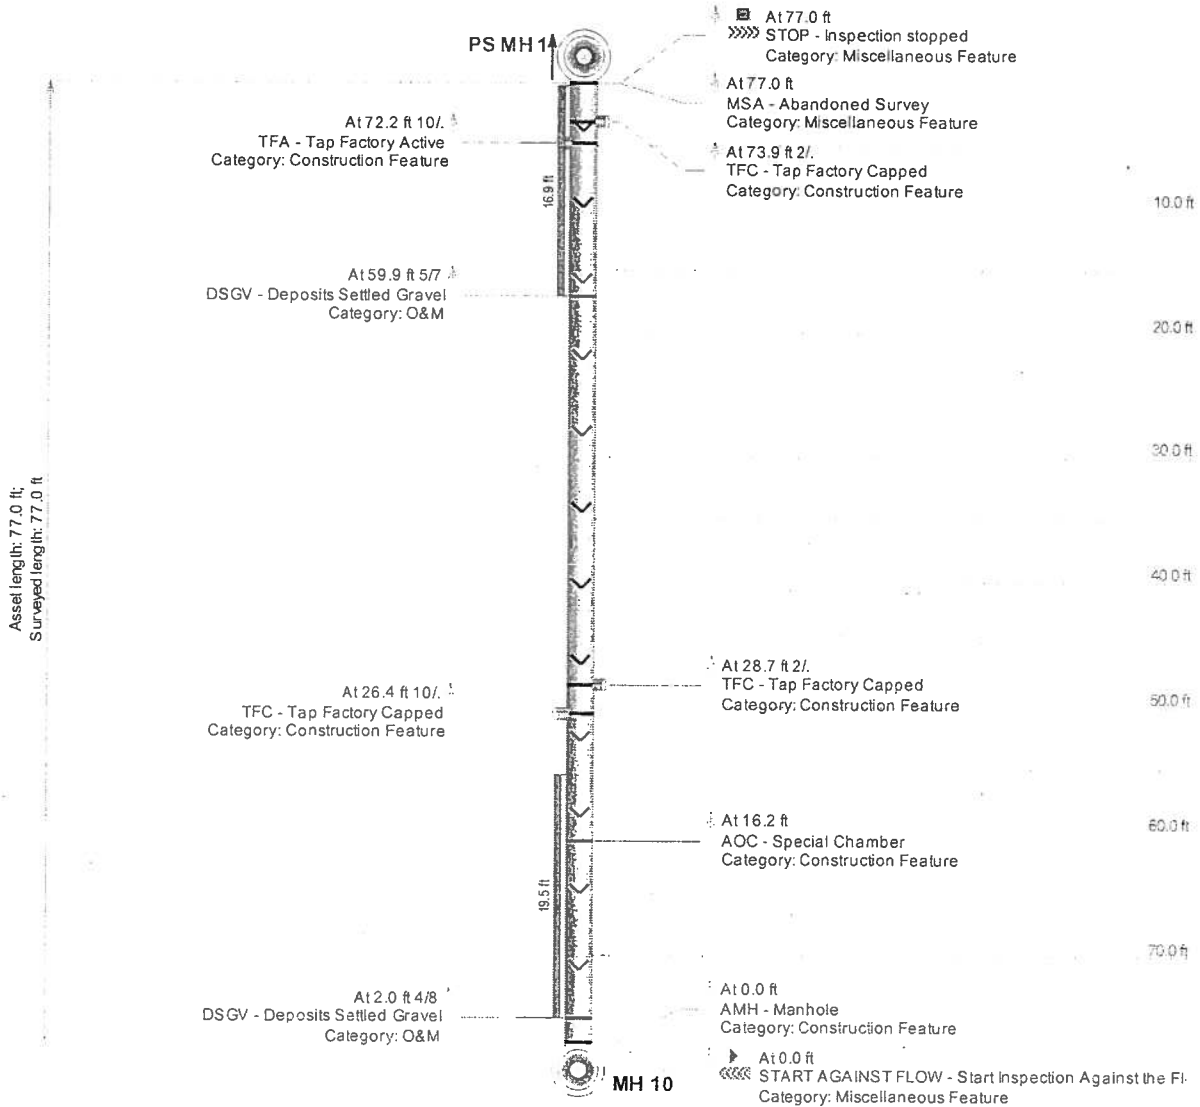 PS MH 1
At 77.0 ft
STOP - Inspection stopped
Category: Miscellaneous Feature
At 77.0 ft
MSA - Abandoned Survey
Category: Miscellaneous Feature
At 72.2 ft 10/.
TFA - Tap Factory Active
Category: Construction Feature
At 73.9 ft 2/.
TFC - Tap Factory Capped
Category: Construction Feature
16.9 ft
10.0 ft
At 59.9 ft 5/7
DSGV - Deposits Settled Gravel
Category: O&M
20.0 ft
30.0 ft
Asset length: 77.0 ft;
Surveyed length: 77.0 ft
40.0 ft
At 28.7 ft 2/.
TFC - Tap Factory Capped
Category: Construction Feature
At 26.4 ft 10/.
TFC - Tap Factory Capped
Category: Construction Feature
50.0 ft
At 16.2 ft
AOC - Special Chamber
Category: Construction Feature
60.0 ft
19.5 ft
70.0 ft
At 2.0 ft 4/8
DSGV - Deposits Settled Gravel
Category: O&M
At 0.0 ft
AMH - Manhole
Category: Construction Feature
MH 10
At 0.0 ft
START AGAINST FLOW - Start Inspection Against the Fl
Category: Miscellaneous Feature